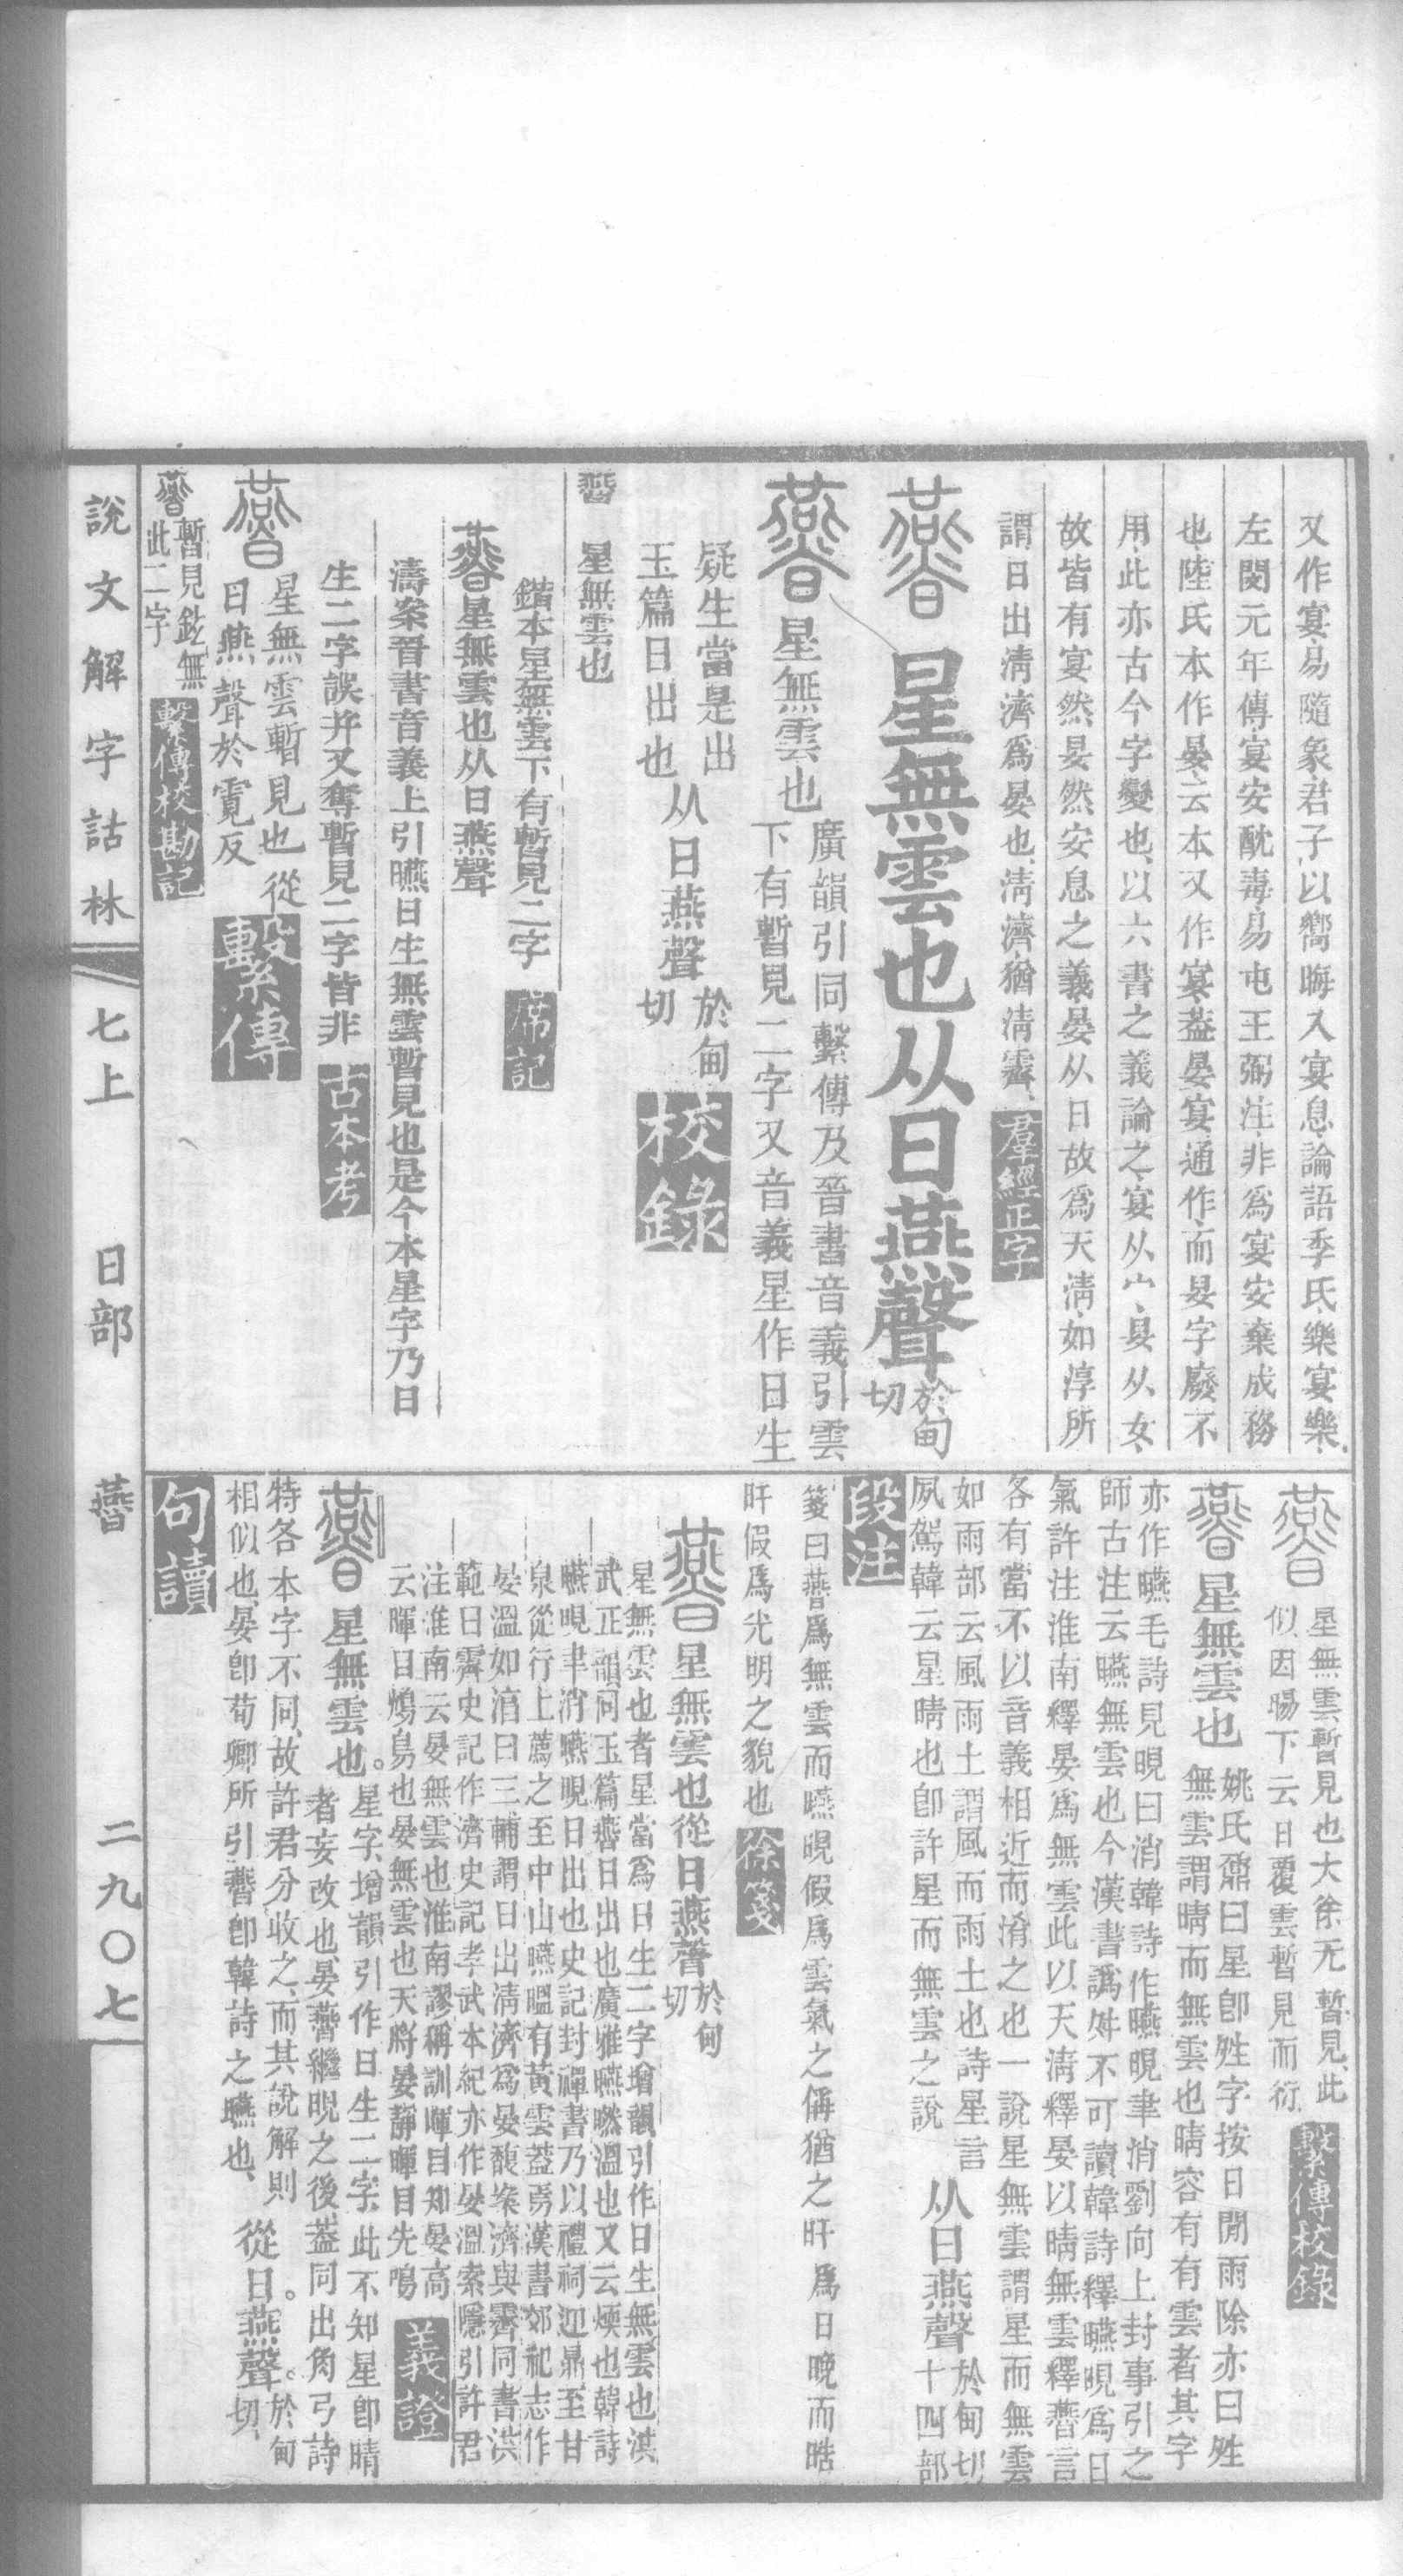 又作宴、易隨象、君子以嚮晦入宴息、論語季氏、樂宴樂、
左閔元年傳、宴安酖毒、易屯王弼注、非爲宴安棄成務
也、陸氏本作晏、云本又作宴、葢晏宴、通作、而晏字廢不
用、此亦古今字變也、以六書之義論之、宴从宀、妟从女、
故皆有宴然晏然安息之義、晏从日故爲天淸、如淳所
謂日出淸濟爲晏也、淸濟、猶淸霽、 羣經正字
㬫 星無雲也从日燕聲 於甸
切
㬫 星無雲也 廣韻引同繫傳及晉書音義引雲
下有暫見二字又音義星作日生
疑生當是出
玉篇日出也 从日燕聲 於甸
切 校錄
㬫 星無雲也
鍇本星無雲下有暫見二字 席記
㬫星無雲也从日燕聲
濤案晉書音義上引曣日生無雲暫見也是今本星字乃日
生二字誤幷又奪暫見二字皆非 古本考
㬫 星無雲暫見也從
日燕聲於霓反 繫傳
㬫 暫見鉉無
此二字 繫傳校勘記
說文解字詁林 七上 日部 㬫 二九〇七
㬫 星無雲暫見也大徐无暫見、此
似因暘下云日覆雲暫見而衍、 繫傳校錄
㬫 星無雲也 姚氏鼐曰星卽夝字按日閒雨除亦曰夝
無雲謂晴而無雲也晴容有有雲者其字
亦作曣毛詩見晛曰消韓詩作曣晛聿消劉向上封事引之
師古注云曣無雲也今漢書譌舛不可讀韓詩釋曣晛爲日
氣許注淮南釋晏爲無雲此以天淸釋晏以晴無雲釋㬫言
各有當不以音義相近而淆之也一說星無雲謂星而無雲
如雨部云風雨土謂風而雨土也詩星言
夙駕韓云星晴也卽許星而無雲之說 从日燕聲 於甸切
十四部
段注
箋曰㬫爲無雲而曣晛假爲雲氣之偁猶之旰爲日晚而晧
旰假爲光明之貌也 徐箋
㬫 星無雲也從日燕聲 於甸
切
星無雲也者星當爲日生二字增韻引作日生無雲也洪
武正韻同玉篇㬫日出也廣雅曣㬗溫也又云煗也韓詩
曣晛聿消曣晛日出也史記封禪書乃以禮祠迎鼎至甘
泉從行上薦之至中山曣㬈有黃雲葢焉漢書郊祀志作
晏溫如淳曰三輔謂日出淸濟爲晏馥案濟與霽同書洪
範曰霽史記作濟史記孝武本紀亦作晏溫索隱引許君
注淮南云晏無雲也淮南謬稱訓暉目知晏高
云暉目鴆鳥也晏無雲也天將晏靜暉目先鳴 義證
㬫 星無雲也。 星字、增韻引作日生二字、此不知星卽晴
者妄改也、晏㬫繼晛之後、葢同出角弓詩
特各本字不同、故許君分收之、而其說解則
相似也、晏卽荀卿所引㬫卽韓詩之曣也、 從日燕聲。 於甸
切、
句讀